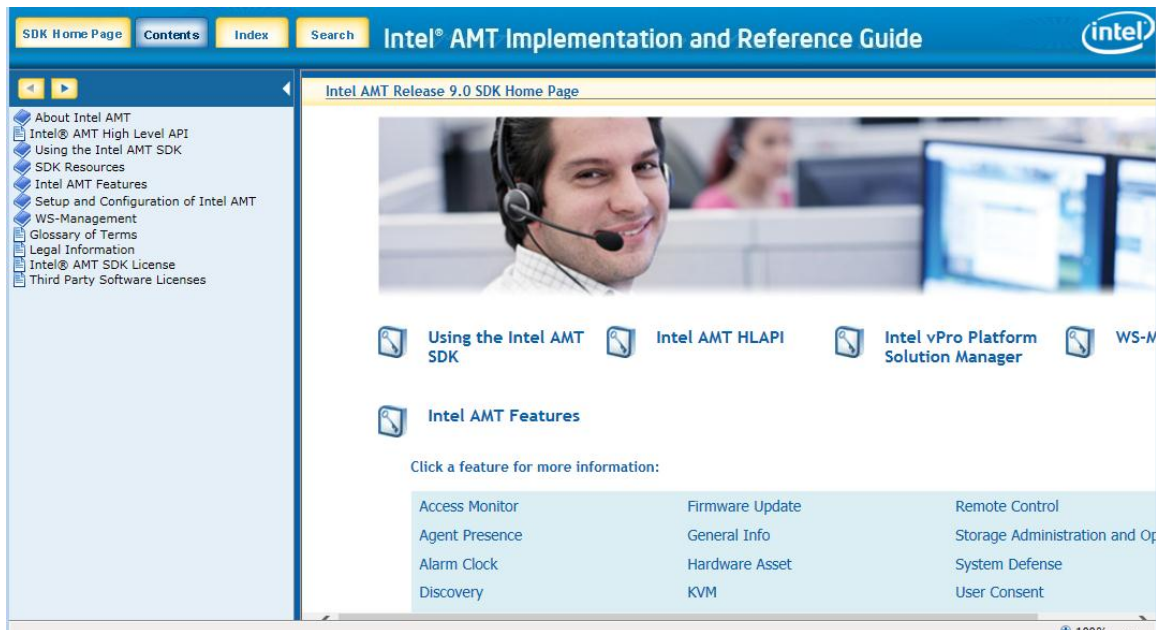 SDK Home Page
Contents
Index
Search
Intel® AMT Implementation and Reference Guide
intel
Intel AMT Release 9.0 SDK Home Page
About Intel AMT
Intel® AMT High Level API
Using the Intel AMT SDK
SDK Resources
Intel AMT Features
Setup and Configuration of Intel AMT
WS-Management
Glossary of Terms
Legal Information
Intel® AMT SDK License
Third Party Software Licenses
Using the Intel AMT
SDK
Intel AMT HLAPI
Intel vPro Platform
Solution Manager
WS-M
Intel AMT Features
Click a feature for more information:
Access Monitor
Firmware Update
Remote Control
Agent Presence
General Info
Storage Administration and Op
Alarm Clock
Hardware Asset
System Defense
Discovery
KVM
User Consent